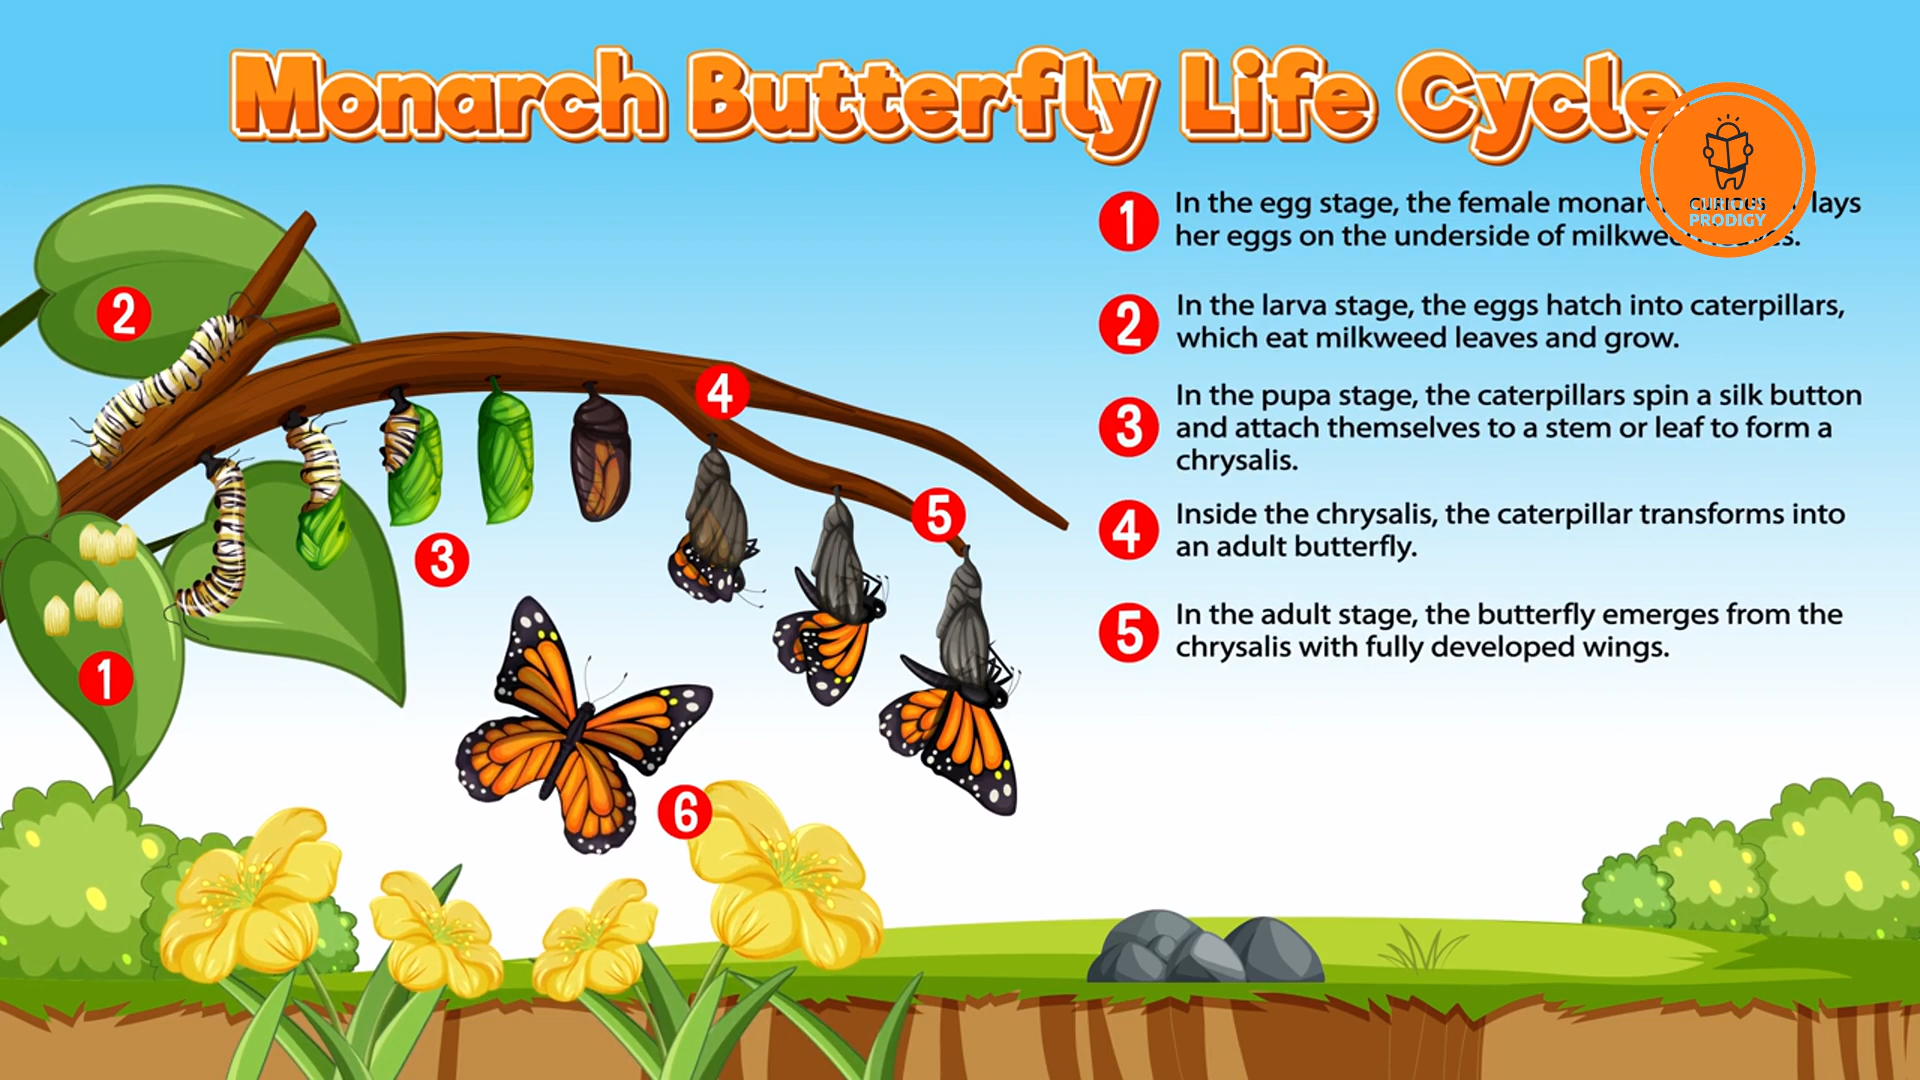 Monarch Butterfly Life Cycle
CURIOUS
PRODIGY
1 In the egg stage, the female lays
her eggs on the underside of
2 In the larva stage, the eggs hatch into caterpillars,
which eat milkweed leaves and grow.
3 In the pupa stage, the caterpillars spin a silk button
and attach themselves to a stem or leaf to form a
chrysalis.
4 Inside the chrysalis, the caterpillar transforms into
an adult butterfly.
5 In the adult stage, the butterfly emerges from the
chrysalis with fully developed wings.
2
4
5
3
1
6